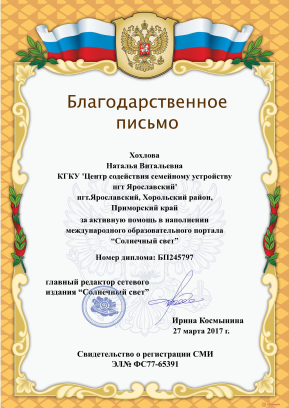 Благодарственное
письмо
Хохлова
Наталья Витальевна
КГКУ "Центр содействия семейному устройству
пгт Ярославский"
пгт.Ярославский, Хорольский район,
Приморский край
за активную помощь в наполнении
международного образовательного портала
“Солнечный свет”
Номер диплома: БП245797
главный редактор сетевого
издания “Солнечный свет”
Ирина Космынина
27 марта 2017 г.
Свидетельство о регистрации СМИ
ЭЛ№ ФС77-65391